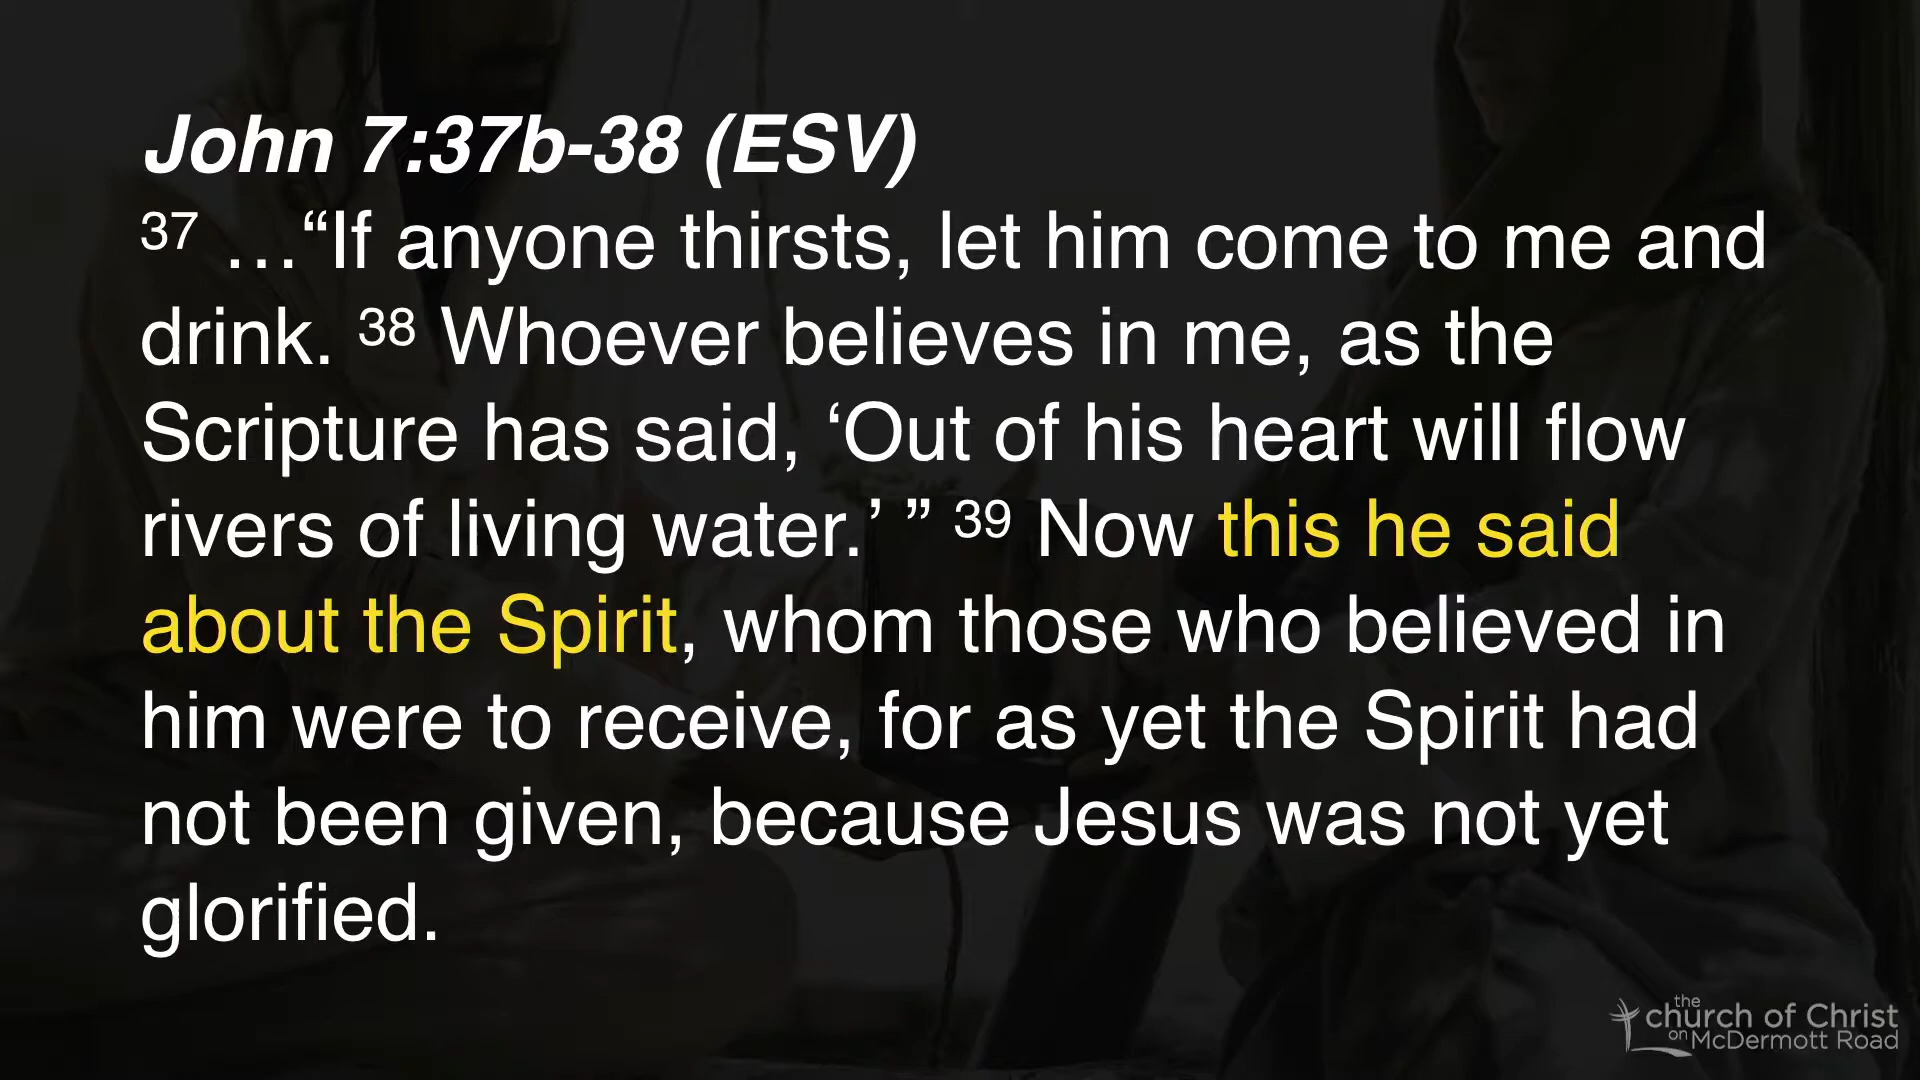 John 7:37b-38 (ESV)
37 …“If anyone thirsts, let him come to me and
drink. 38 Whoever believes in me, as the
Scripture has said, ‘Out of his heart will flow
rivers of living water.’ ” 39 Now this he said
about the Spirit, whom those who believed in
him were to receive, for as yet the Spirit had
not been given, because Jesus was not yet
glorified.
the
church of Christ
on McDermott Road